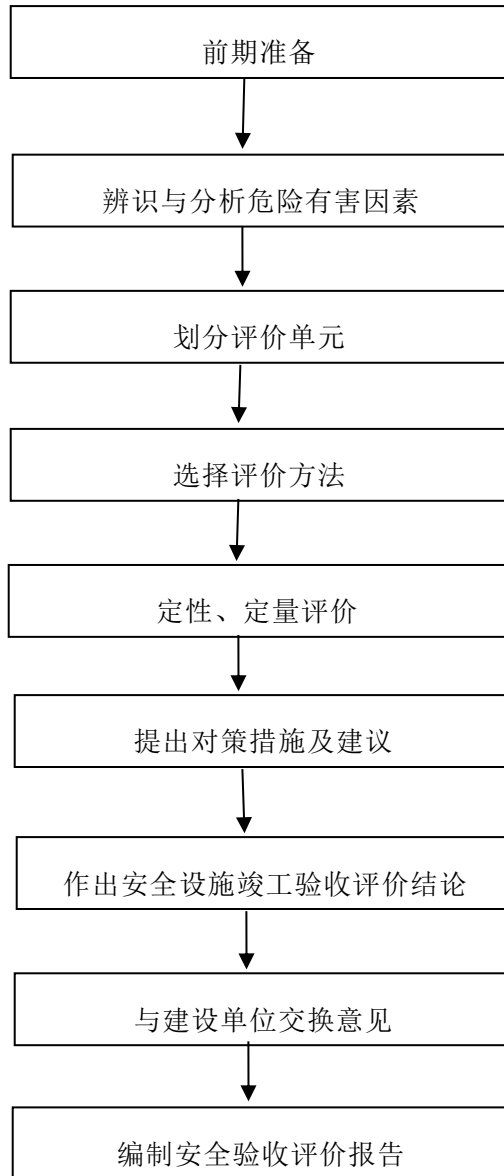 前期准备
辨识与分析危险有害因素
划分评价单元
选择评价方法
定性、定量评价
提出对策措施及建议
作出安全设施竣工验收评价结论
与建设单位交换意见
编制安全验收评价报告